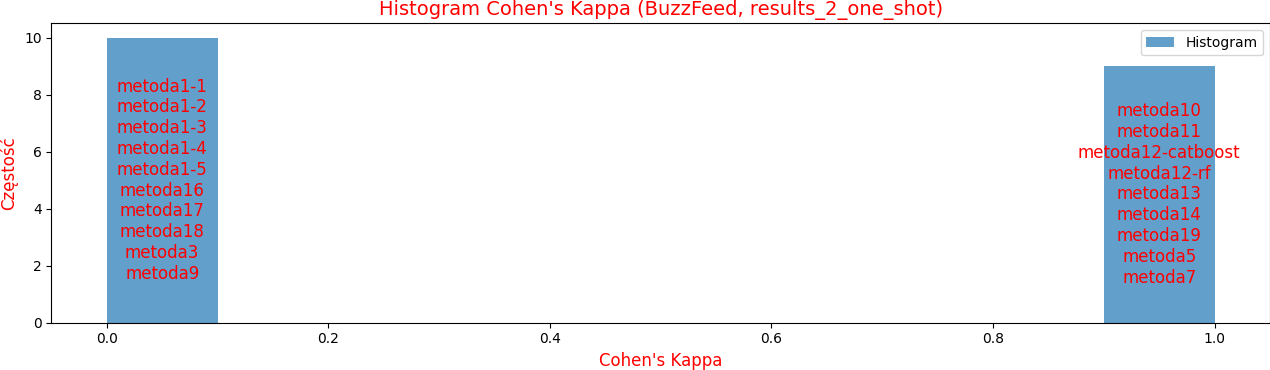 Histogram Cohen's Kappa (BuzzFeed, results_2_one_shot)
Histogram
Częstość
10
8
6
4
2
0
metoda1-1
metoda1-2
metoda1-3
metoda1-4
metoda1-5
metoda16
metoda17
metoda18
metoda3
metoda9
metoda10
metoda11
metoda12-catboost
metoda12-rf
metoda13
metoda14
metoda19
metoda5
metoda7
0.0
0.2
0.4
0.6
0.8
1.0
Cohen's Kappa